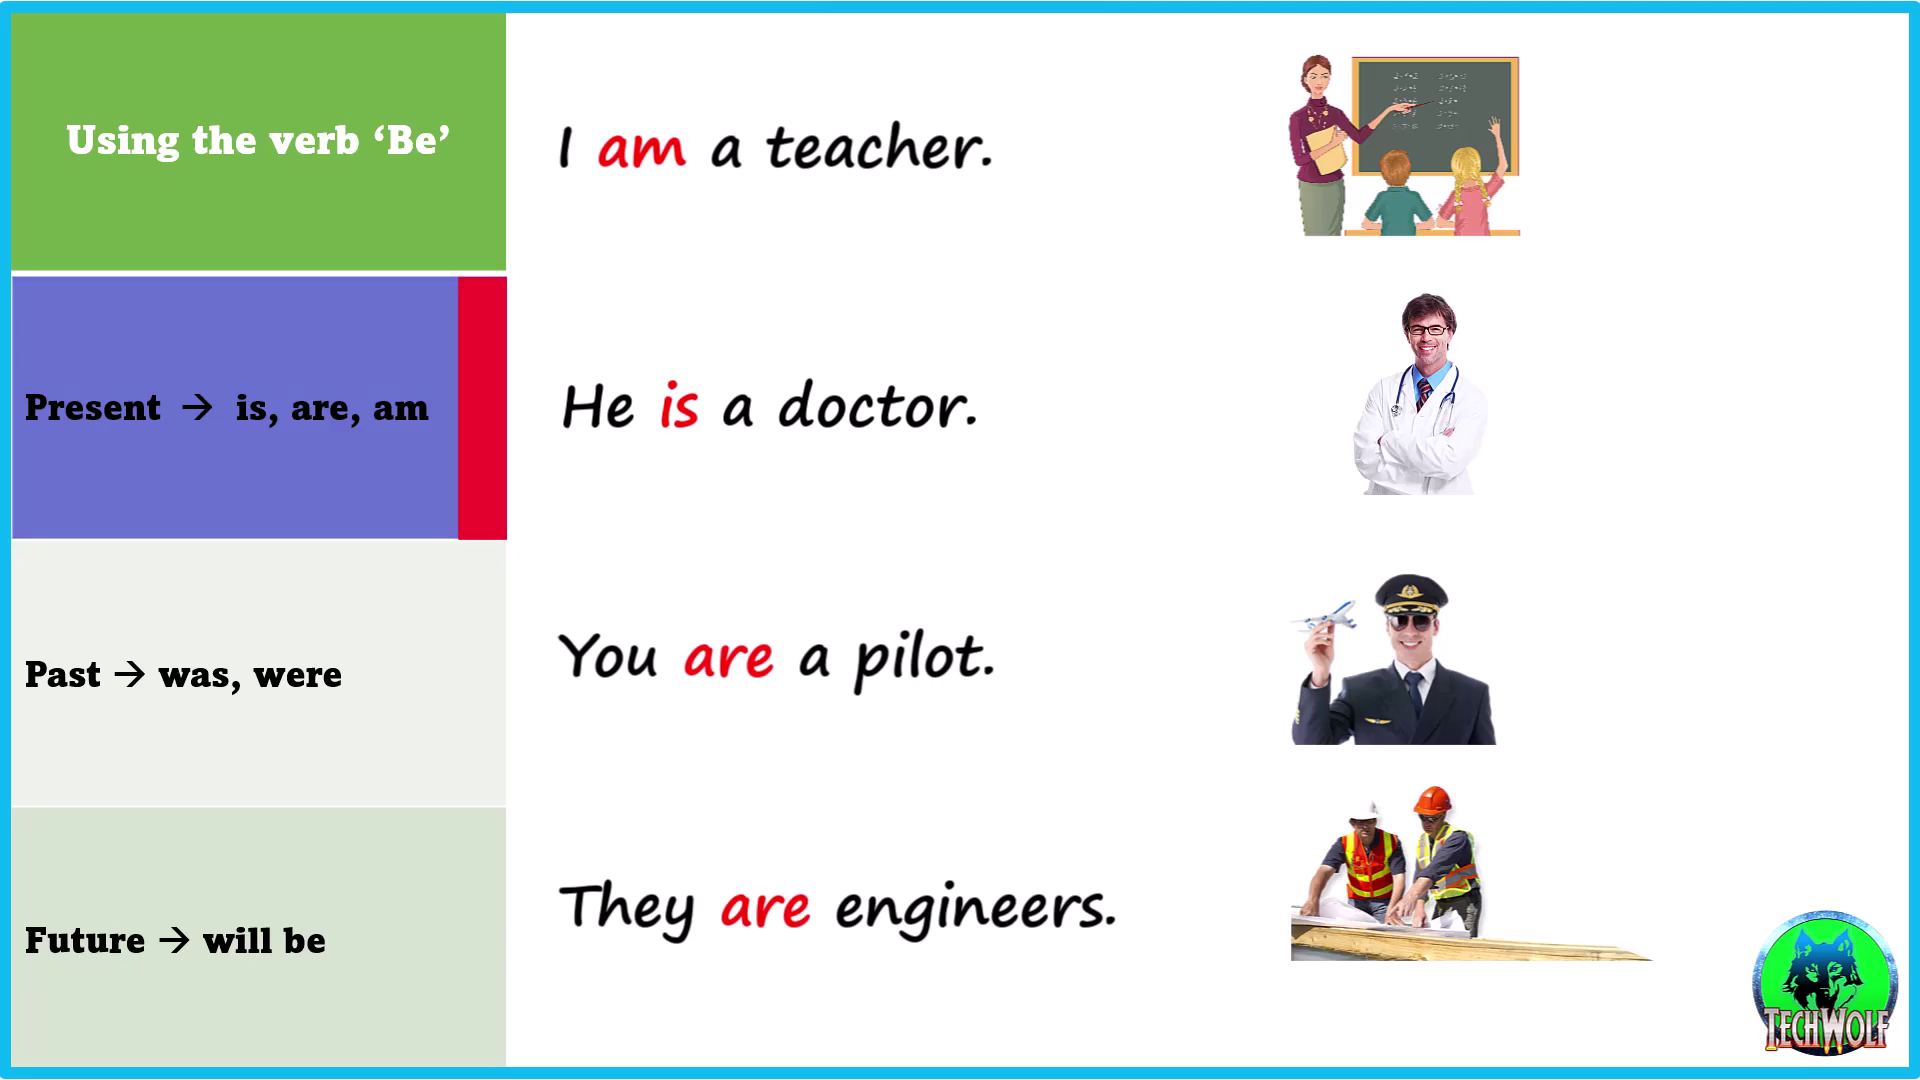 Using the verb ‘Be’
I am a teacher.
Present → is, are, am
He is a doctor.
Past → was, were
You are a pilot.
Future → will be
They are engineers.
TECHWOLF